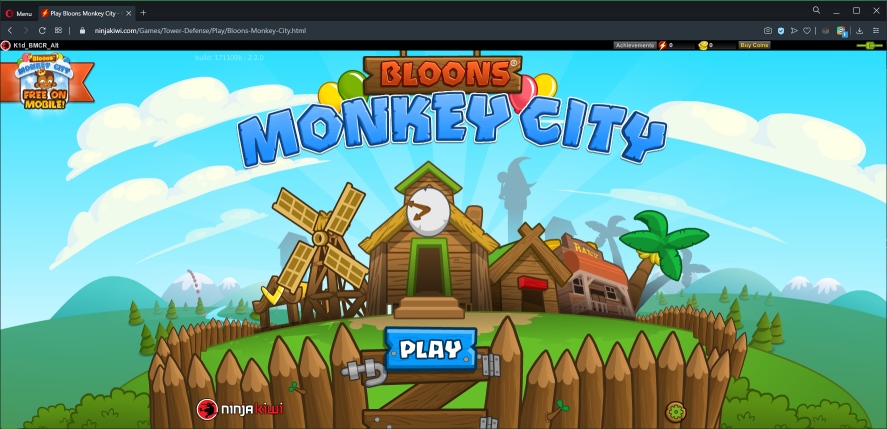 Menu
Play Bloons Monkey City -
ninjakiwi.com/Games/Tower-Defense/Play/Bloons-Monkey-City.html
K1d_BMCR_Alt
Achievements
0
0
Buy Coins
Bloons
MONKEY CITY
FREE ON
MOBILE!
BLOONS
MONKEY CITY
BANK
PLAY
ninjakiwi